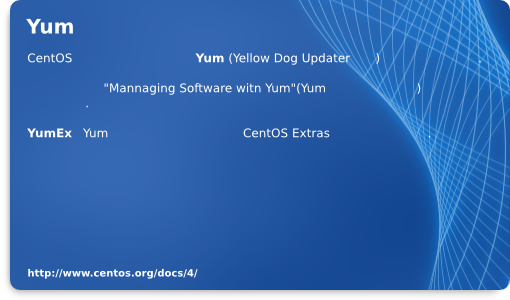 Yum
CentOS Yum (Yellow Dog Updater )
"Mannaging Software witn Yum"(Yum )
.
YumEx Yum CentOS Extras .
http://www.centos.org/docs/4/